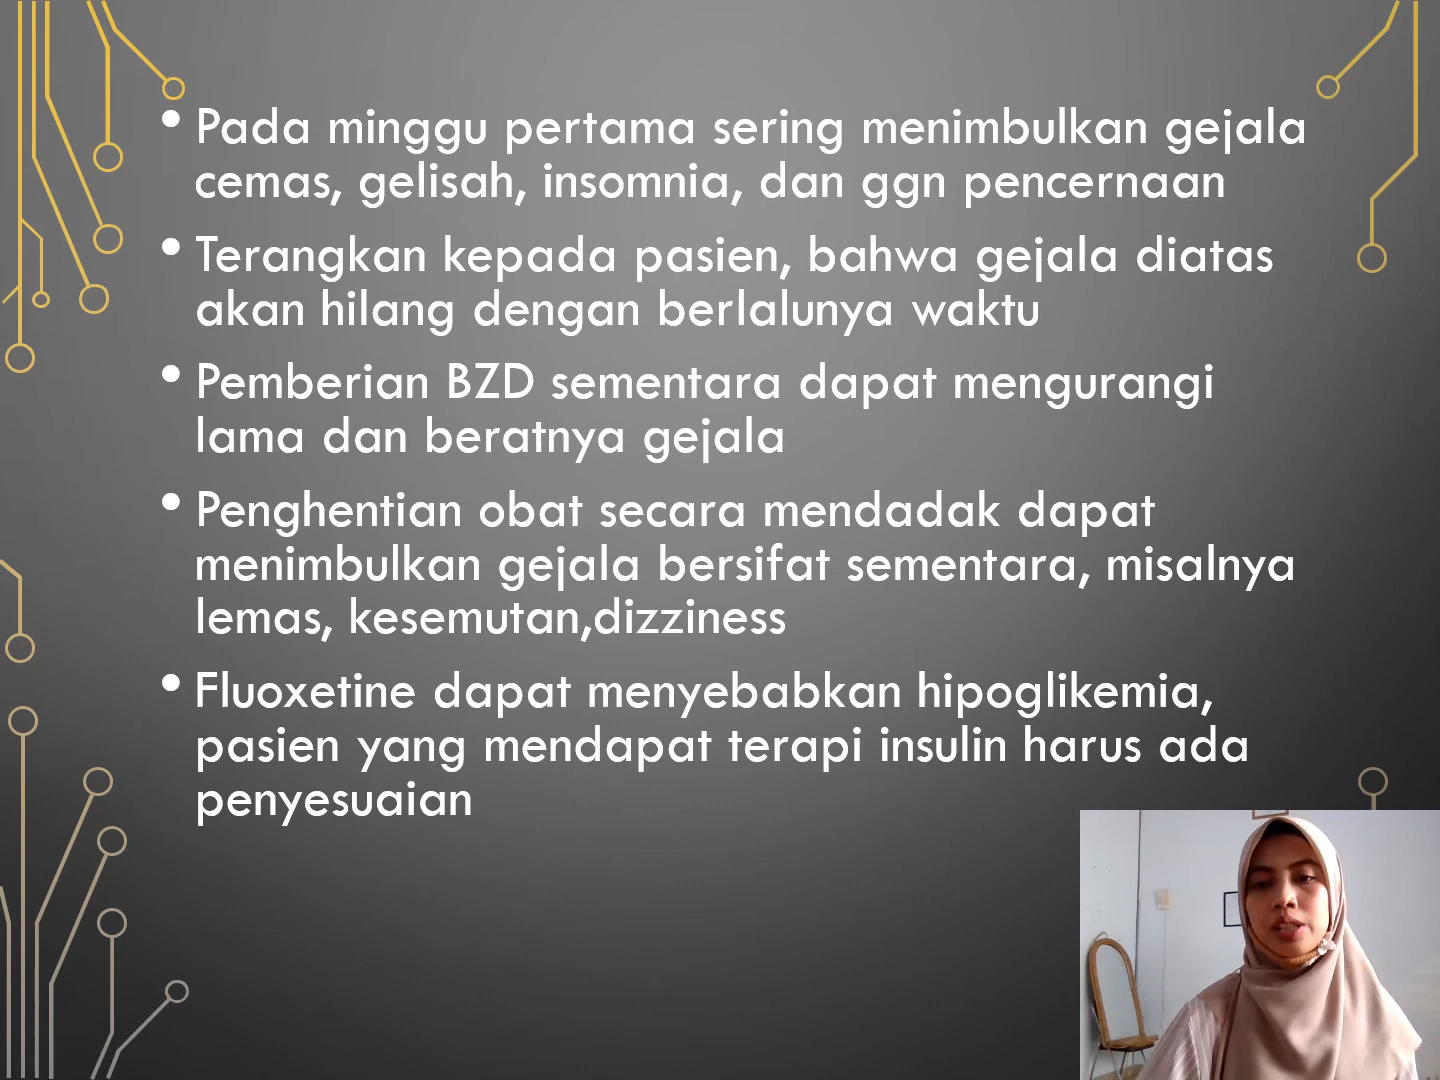 • Pada minggu pertama sering menimbulkan gejala
cemas, gelisah, insomnia, dan ggn pencernaan
• Terangkan kepada pasien, bahwa gejala diatas
akan hilang dengan berlalunya waktu
• Pemberian BZD sementara dapat mengurangi
lama dan beratnya gejala
• Penghentian obat secara mendadak dapat
menimbulkan gejala bersifat sementara, misalnya
lemas, kesemutan,dizziness
• Fluoxetine dapat menyebabkan hipoglikemia,
pasien yang mendapat terapi insulin harus ada
penyesuaian